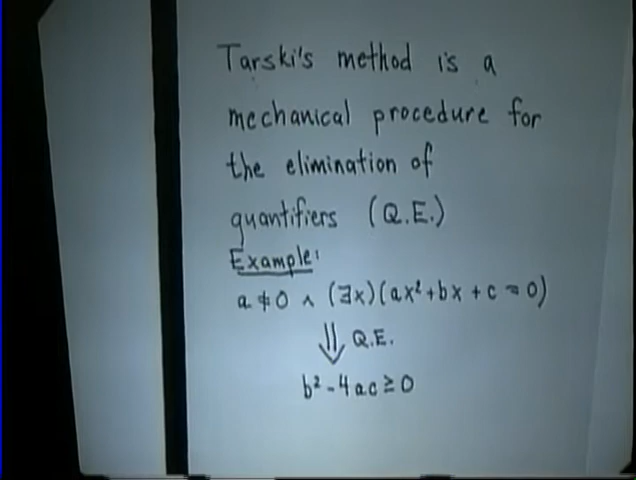 Tarski's method is a
mechanical procedure for
the elimination of
quantifiers (Q.E.)
Example:
a ≠ 0 ∧ (∃x)(ax²+bx+c = 0)
⇓ Q.E.
b²-4ac ≥ 0